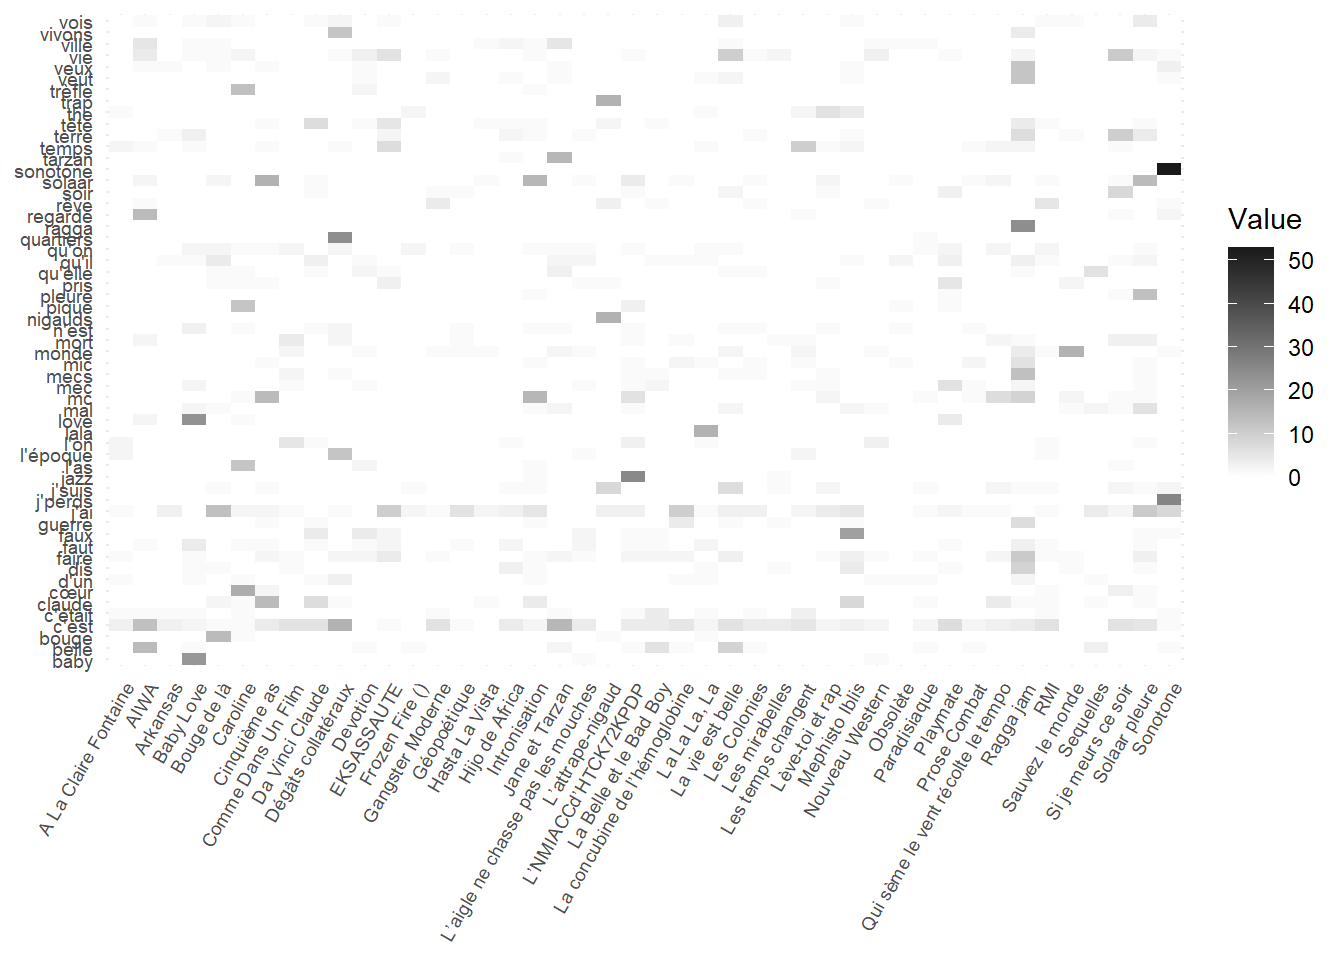 vois
vivons
ville
vie
veux
veut
trèfle
trap
the
tête
terre
temps
tarzan
sonotone
solaar
soir
rêve
regarde
ragga
quartiers
qu'on
qu'il
qu'elle
pris
pleure
pique
nigauds
n'est
mort
monde
mic
mecs
mec
mc
mal
love
lala
l'on
l'époque
l'as
jazz
j'suis
j'perds
j'ai
guerre
faux
faut
faire
dis
d'un
cœur
claude
c'était
c'est
bouge
belle
baby
A La Claire Fontaine
AIWA
Arkansas
Baby Love
Bouge de là
Caroline
Cinquième as
Comme Dans Un Film
Da Vinci Claude
Dégâts collatéraux
Devotion
EKSASSAUTE
Frozen Fire ()
Gangster Moderne
Géopoétique
Hasta La Vista
Hijo de Africa
Intronisation
Jane et Tarzan
L'aigle ne chasse pas les mouches
L'attrape-nigaud
L'NMIACCd'HTCK72KPDP
La Belle et le Bad Boy
La concubine de l'hémoglobine
La La La, La
La vie est belle
Les Colonies
Les mirabelles
Les temps changent
Lève-toi et rap
Mephisto Iblis
Nouveau Western
Obsolète
Paradisiaque
Playmate
Prose Combat
Qui sème le vent récolte le tempo
Ragga jam
RMI
Sauvez le monde
Sequelles
Si je meurs ce soir
Solaar pleure
Sonotone
Value
50
40
30
20
10
0